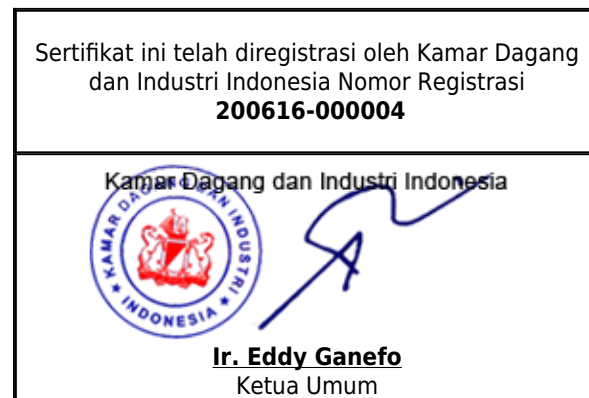 Sertifikat ini telah diregistrasi oleh Kamar Dagang
dan Industri Indonesia Nomor Registrasi
200616-000004
Kamar Dagang dan Industri Indonesia
KAMAR DAGANG DAN INDUSTRI
INDONESIA
Ir. Eddy Ganefo
Ketua Umum